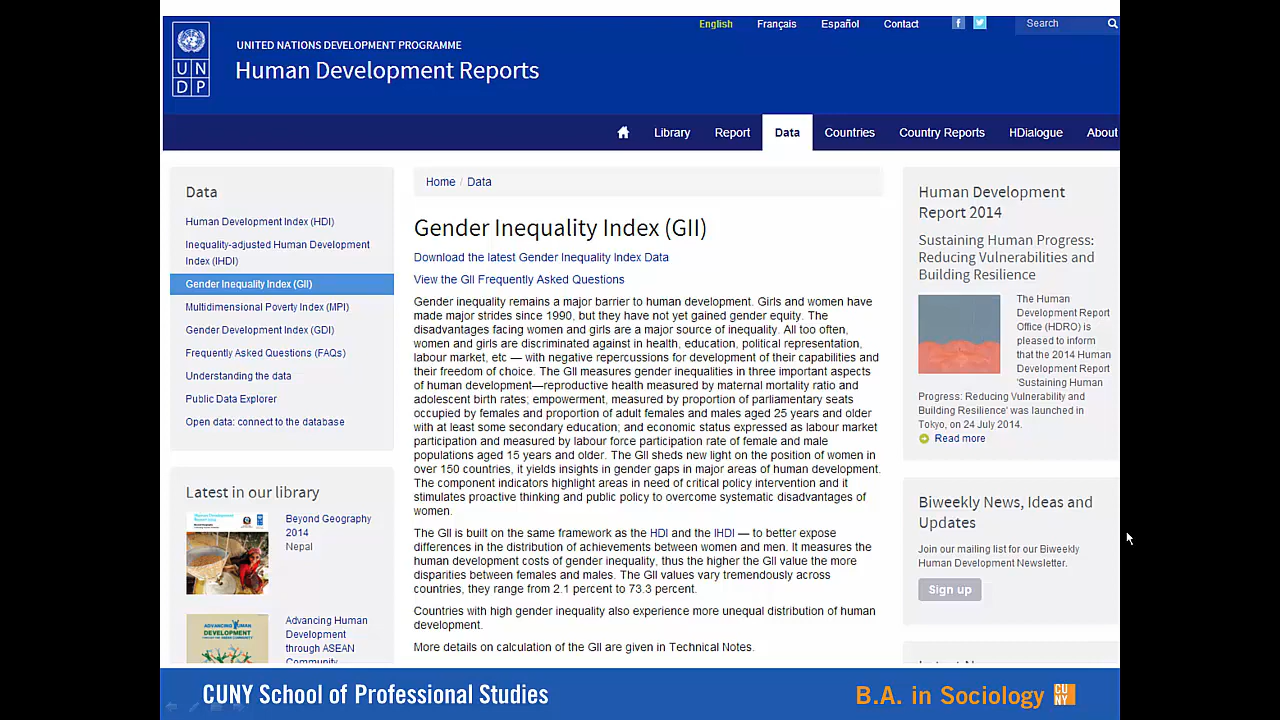 English Français Español Contact Search
UN
DP
UNITED NATIONS DEVELOPMENT PROGRAMME
Human Development Reports
Library Report Data Countries Country Reports HDialogue About
Data
Human Development Index (HDI)
Inequality-adjusted Human Development
Index (IHDI)
Gender Inequality Index (GII)
Multidimensional Poverty Index (MPI)
Gender Development Index (GDI)
Frequently Asked Questions (FAQs)
Understanding the data
Public Data Explorer
Open data: connect to the database
Latest in our library
Beyond Geography
2014
Nepal
ADVANCING HUMAN
DEVELOPMENT
Advancing Human
Development
through ASEAN
Community
Home / Data
Gender Inequality Index (GII)
Download the latest Gender Inequality Index Data
View the GII Frequently Asked Questions
Gender inequality remains a major barrier to human development. Girls and women have
made major strides since 1990, but they have not yet gained gender equity. The
disadvantages facing women and girls are a major source of inequality. All too often,
women and girls are discriminated against in health, education, political representation,
labour market, etc — with negative repercussions for development of their capabilities and
their freedom of choice. The GII measures gender inequalities in three important aspects
of human development—reproductive health measured by maternal mortality ratio and
adolescent birth rates; empowerment, measured by proportion of parliamentary seats
occupied by females and proportion of adult females and males aged 25 years and older
with at least some secondary education; and economic status expressed as labour market
participation and measured by labour force participation rate of female and male
populations aged 15 years and older. The GII sheds new light on the position of women in
over 150 countries, it yields insights in gender gaps in major areas of human development.
The component indicators highlight areas in need of critical policy intervention and it
stimulates proactive thinking and public policy to overcome systematic disadvantages of
women.
The GII is built on the same framework as the HDI and the IHDI — to better expose
differences in the distribution of achievements between women and men. It measures the
human development costs of gender inequality, thus the higher the GII value the more
disparities between females and males. The GII values vary tremendously across
countries, they range from 2.1 percent to 73.3 percent.
Countries with high gender inequality also experience more unequal distribution of human
development.
More details on calculation of the GII are given in Technical Notes.
Human Development
Report 2014
Sustaining Human Progress:
Reducing Vulnerabilities and
Building Resilience
The Human
Development Report
Office (HDRO) is
pleased to inform
that the 2014 Human
Development Report
'Sustaining Human
Progress: Reducing Vulnerability and
Building Resilience' was launched in
Tokyo, on 24 July 2014.
Read more
Biweekly News, Ideas and
Updates
Join our mailing list for our Biweekly
Human Development Newsletter.
Sign up
CUNY School of Professional Studies
B.A. in Sociology
CU
NY